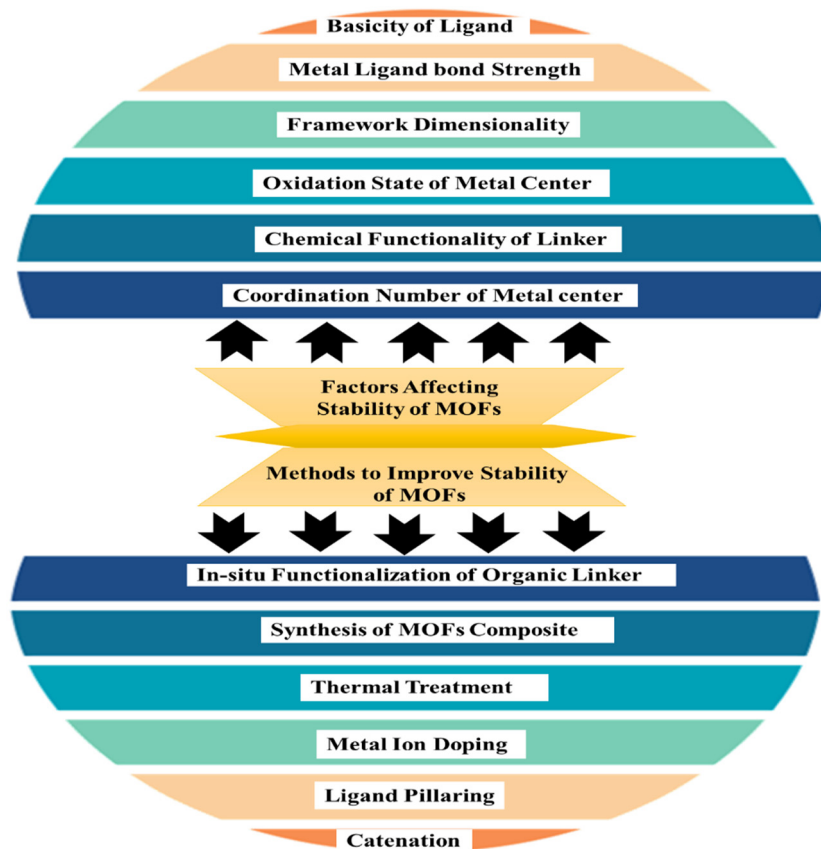 Basicity of Ligand
Metal Ligand bond Strength
Framework Dimensionality
Oxidation State of Metal Center
Chemical Functionality of Linker
Coordination Number of Metal center
Factors Affecting
Stability of MOFs
Methods to Improve Stability
of MOFs
In-situ Functionalization of Organic Linker
Synthesis of MOFs Composite
Thermal Treatment
Metal Ion Doping
Ligand Pillaring
Catenation